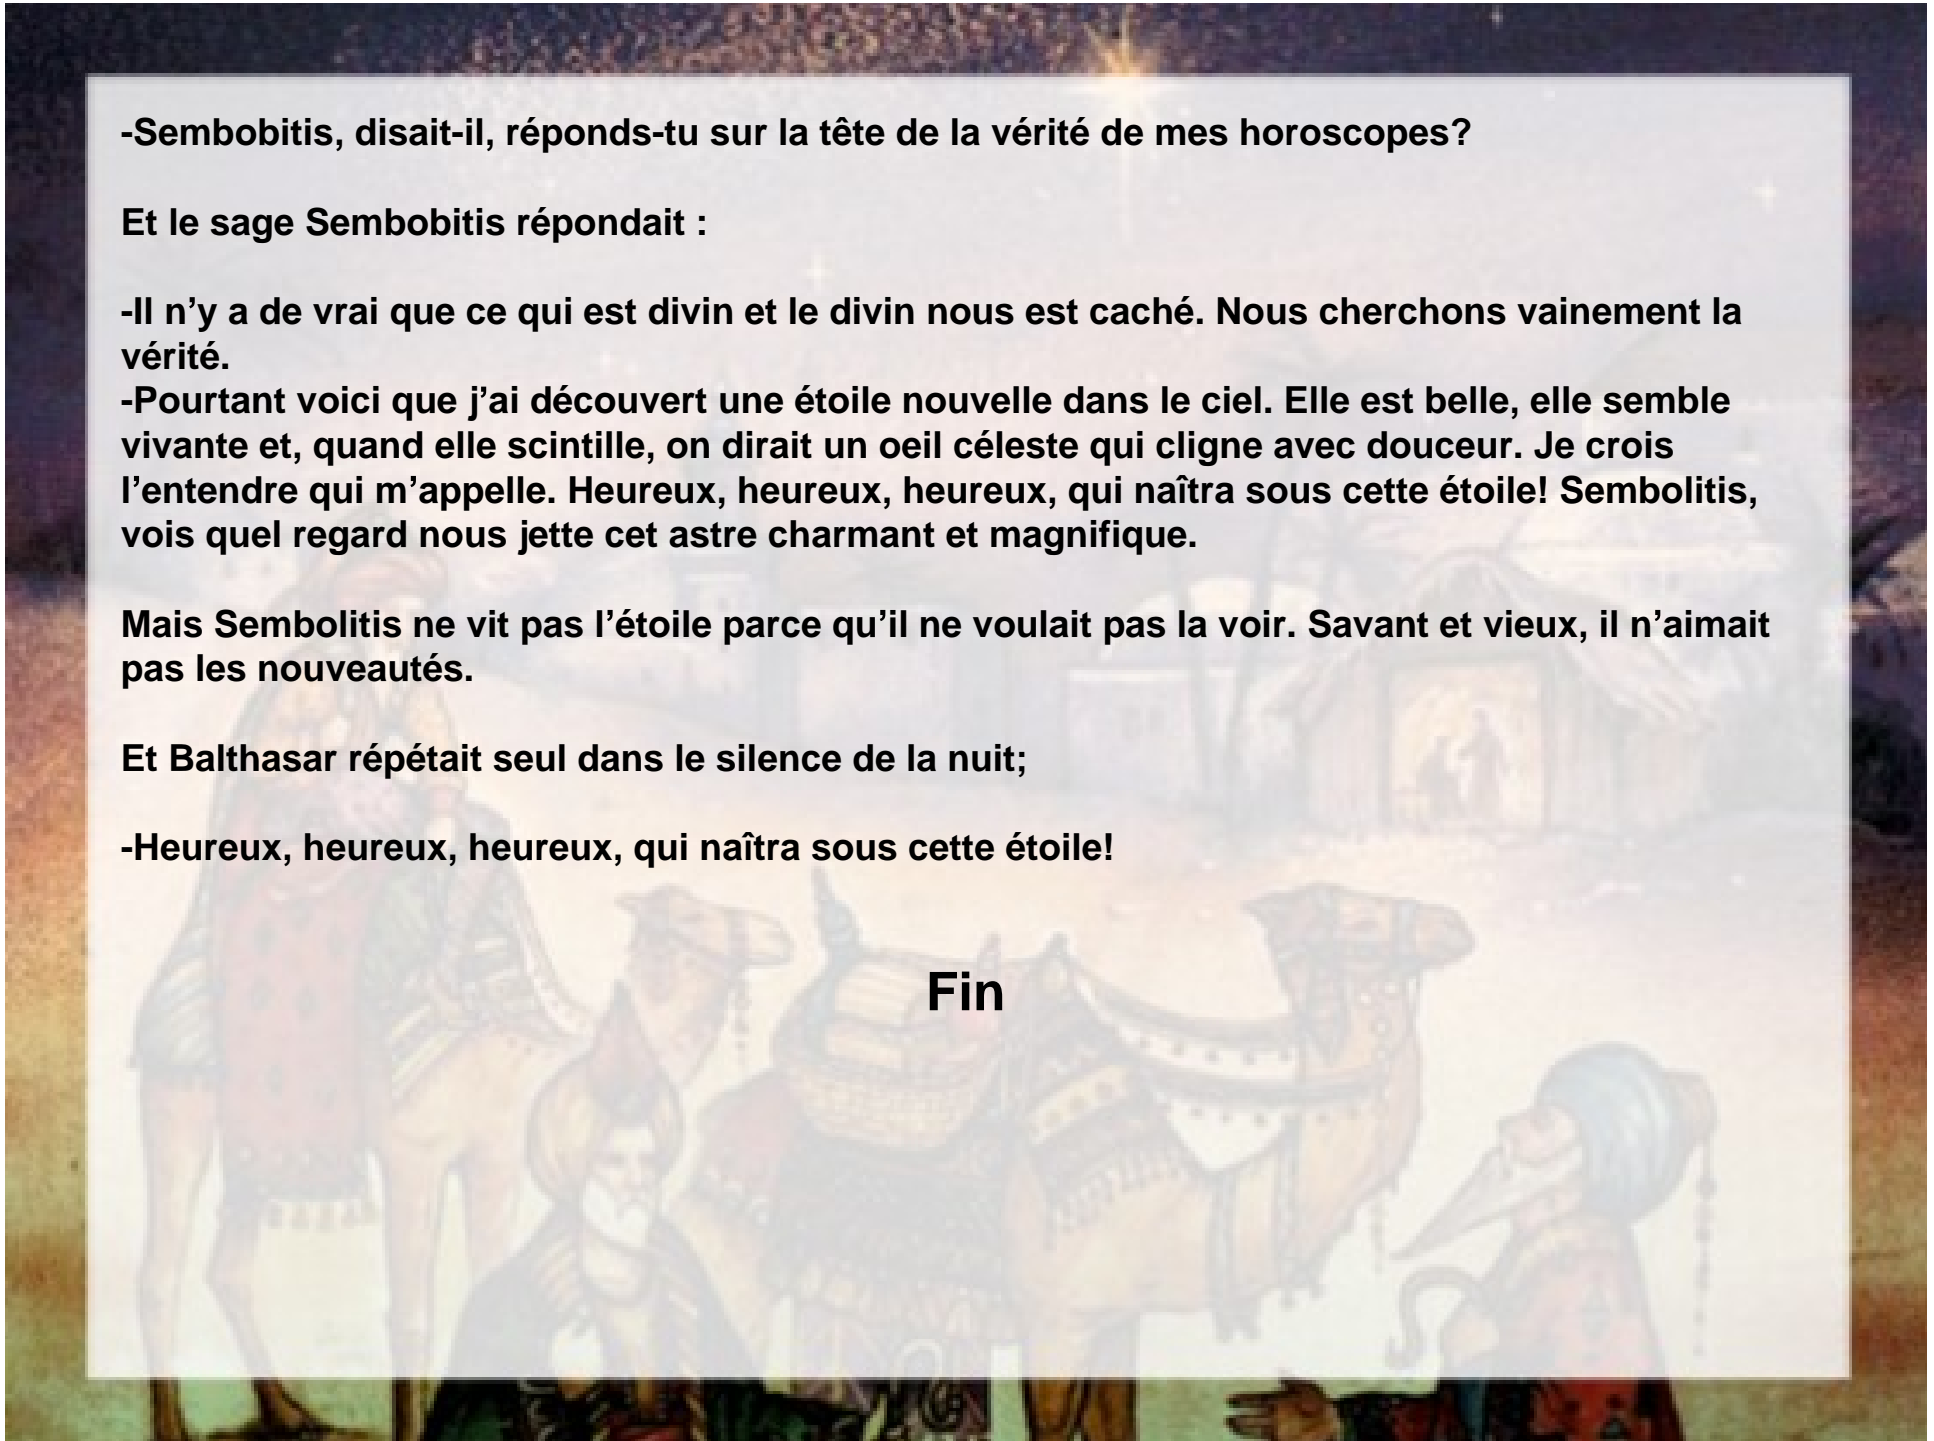 -Sembobitis, disait-il, réponds-tu sur la tête de la vérité de mes horoscopes?
Et le sage Sembobitis répondait :
-Il n’y a de vrai que ce qui est divin et le divin nous est caché. Nous cherchons vainement la
vérité.
-Pourtant voici que j’ai découvert une étoile nouvelle dans le ciel. Elle est belle, elle semble
vivante et, quand elle scintille, on dirait un oeil céleste qui cligne avec douceur. Je crois
l’entendre qui m’appelle. Heureux, heureux, heureux, qui naîtra sous cette étoile! Sembolitis,
vois quel regard nous jette cet astre charmant et magnifique.
Mais Sembolitis ne vit pas l’étoile parce qu’il ne voulait pas la voir. Savant et vieux, il n’aimait
pas les nouveautés.
Et Balthasar répétait seul dans le silence de la nuit;
-Heureux, heureux, heureux, qui naîtra sous cette étoile!
Fin